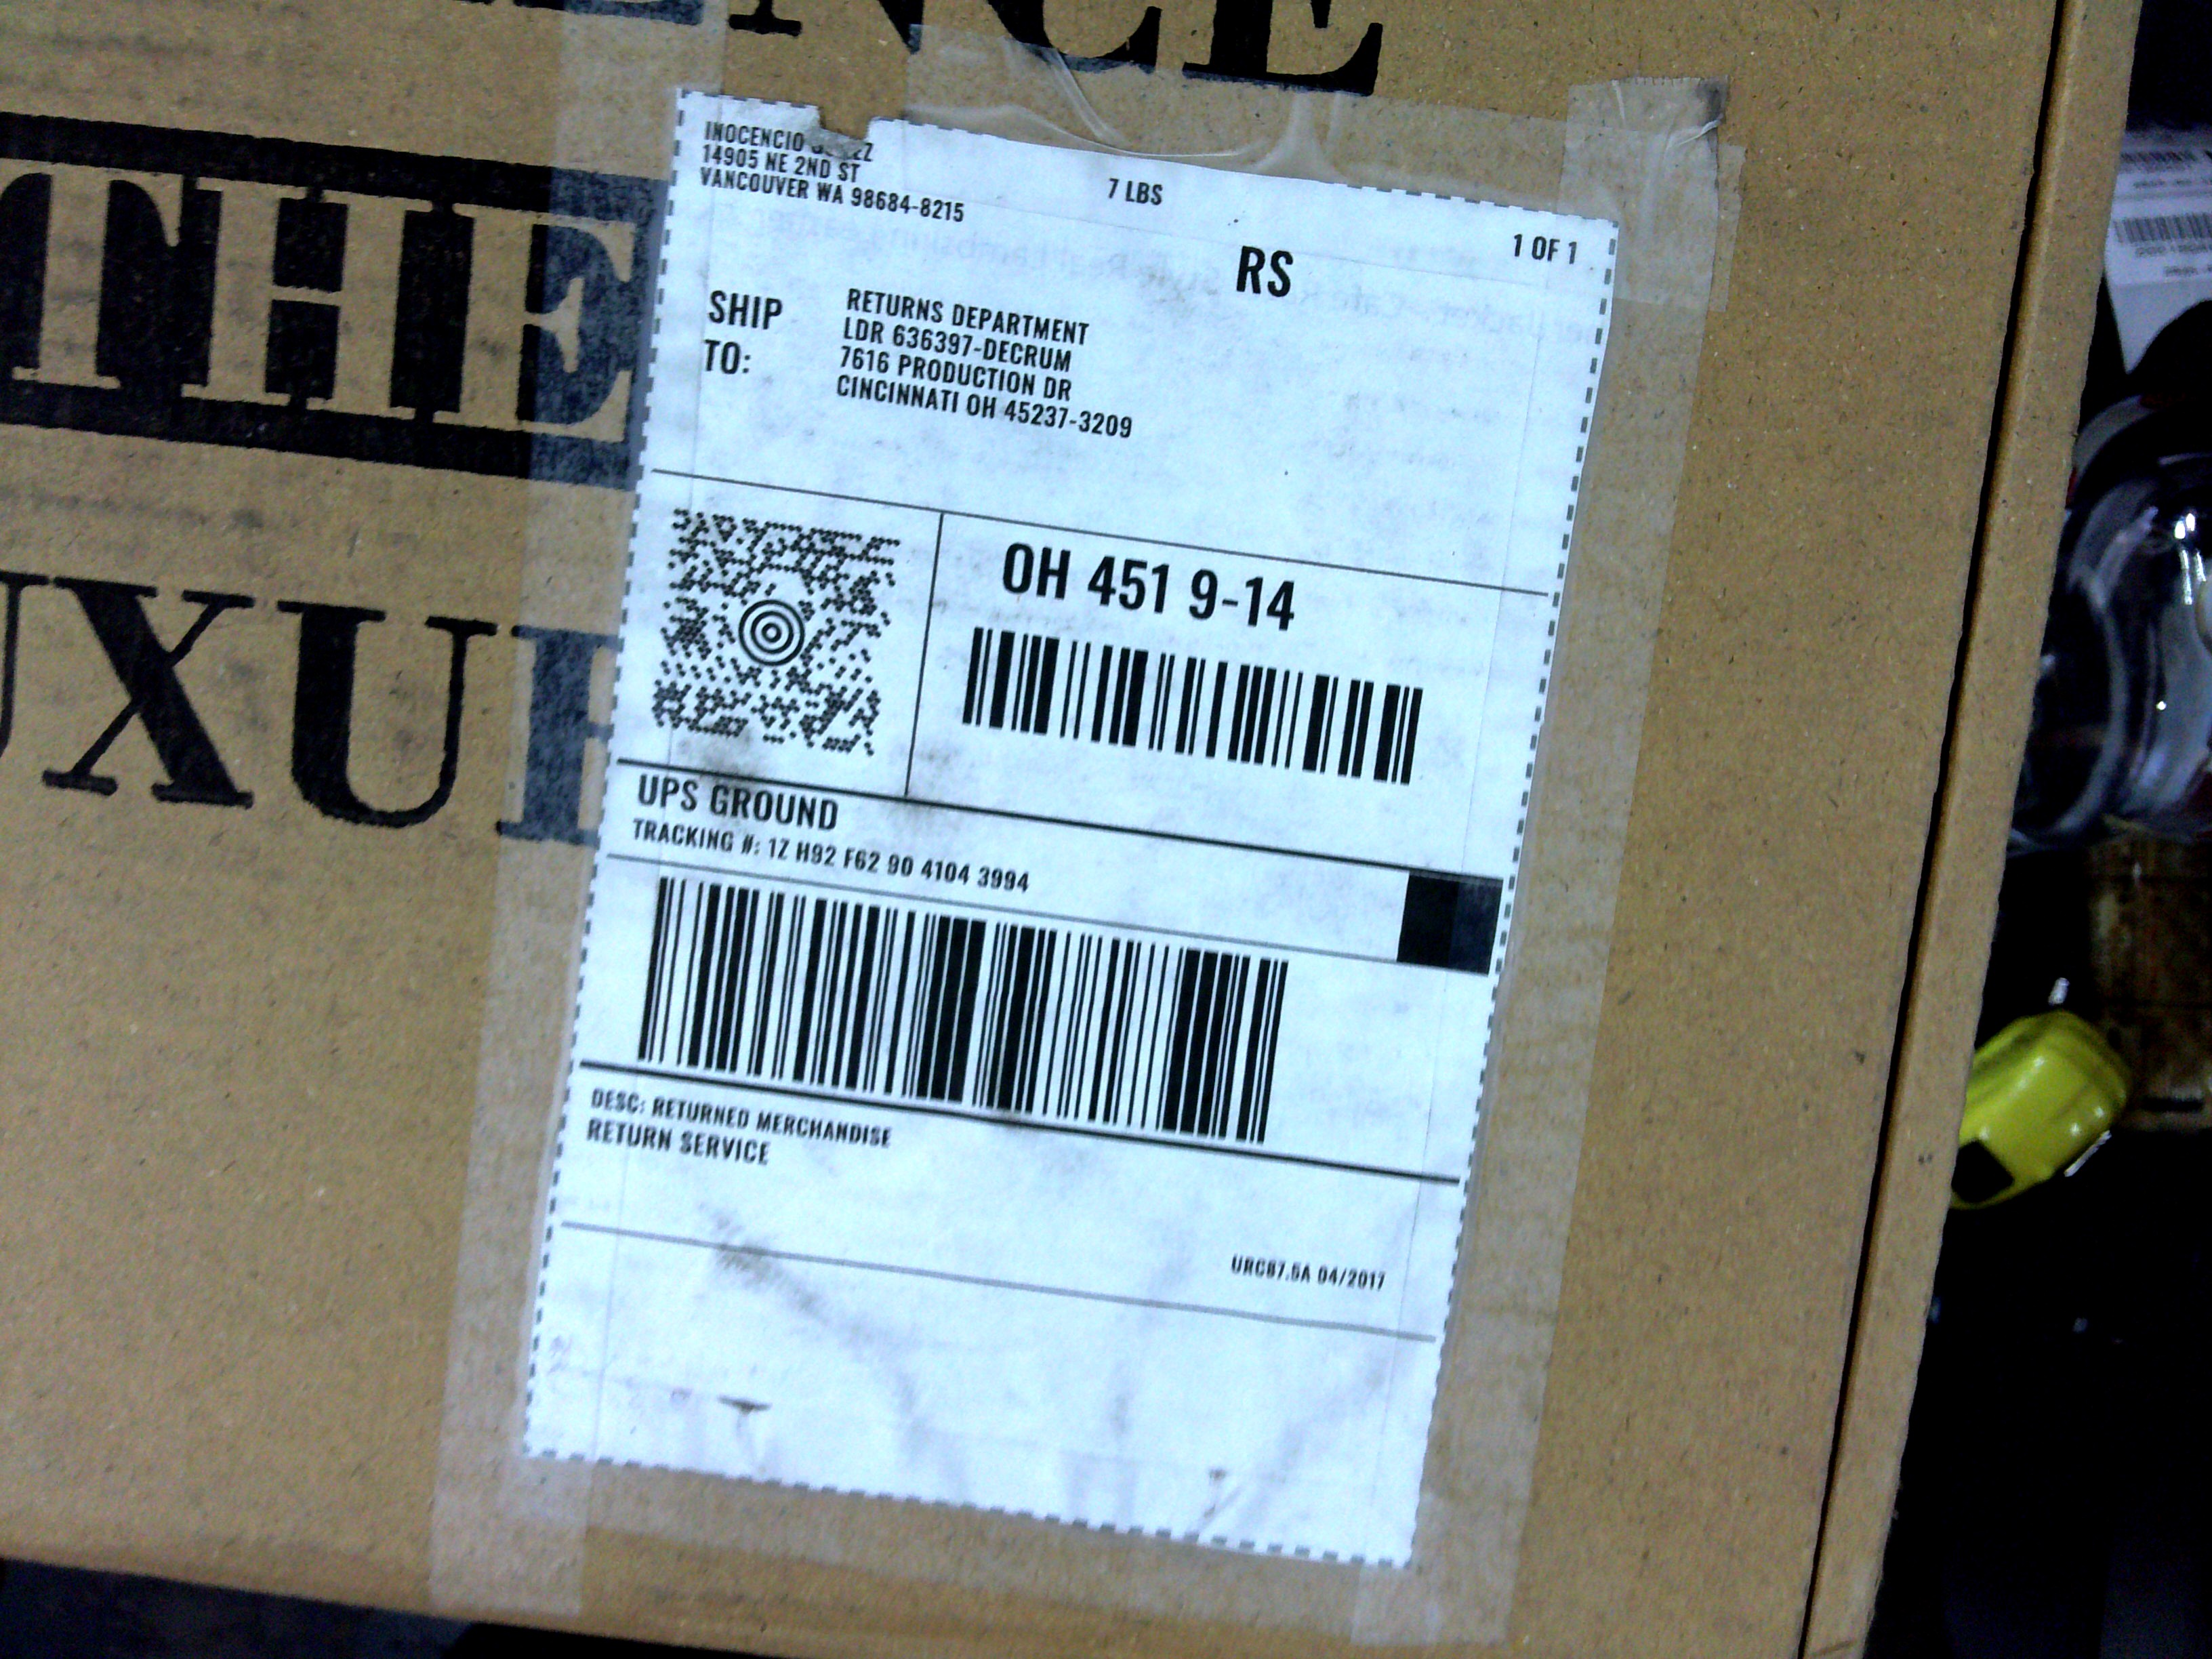 THE
INOCENCIO
14905 NE 2ND ST
VANCOUVER WA 98684-8215
7 LBS
1 OF 1
RS
SHIP
TO:
RETURNS DEPARTMENT
LDR 636397-DECRUM
7616 PRODUCTION DR
CINCINNATI OH 45237-3209
OH 451 9-14
UPS GROUND
TRACKING #: 1Z H92 F62 90 4104 3994
DESC: RETURNED MERCHANDISE
RETURN SERVICE
URC87.5A 04/2017